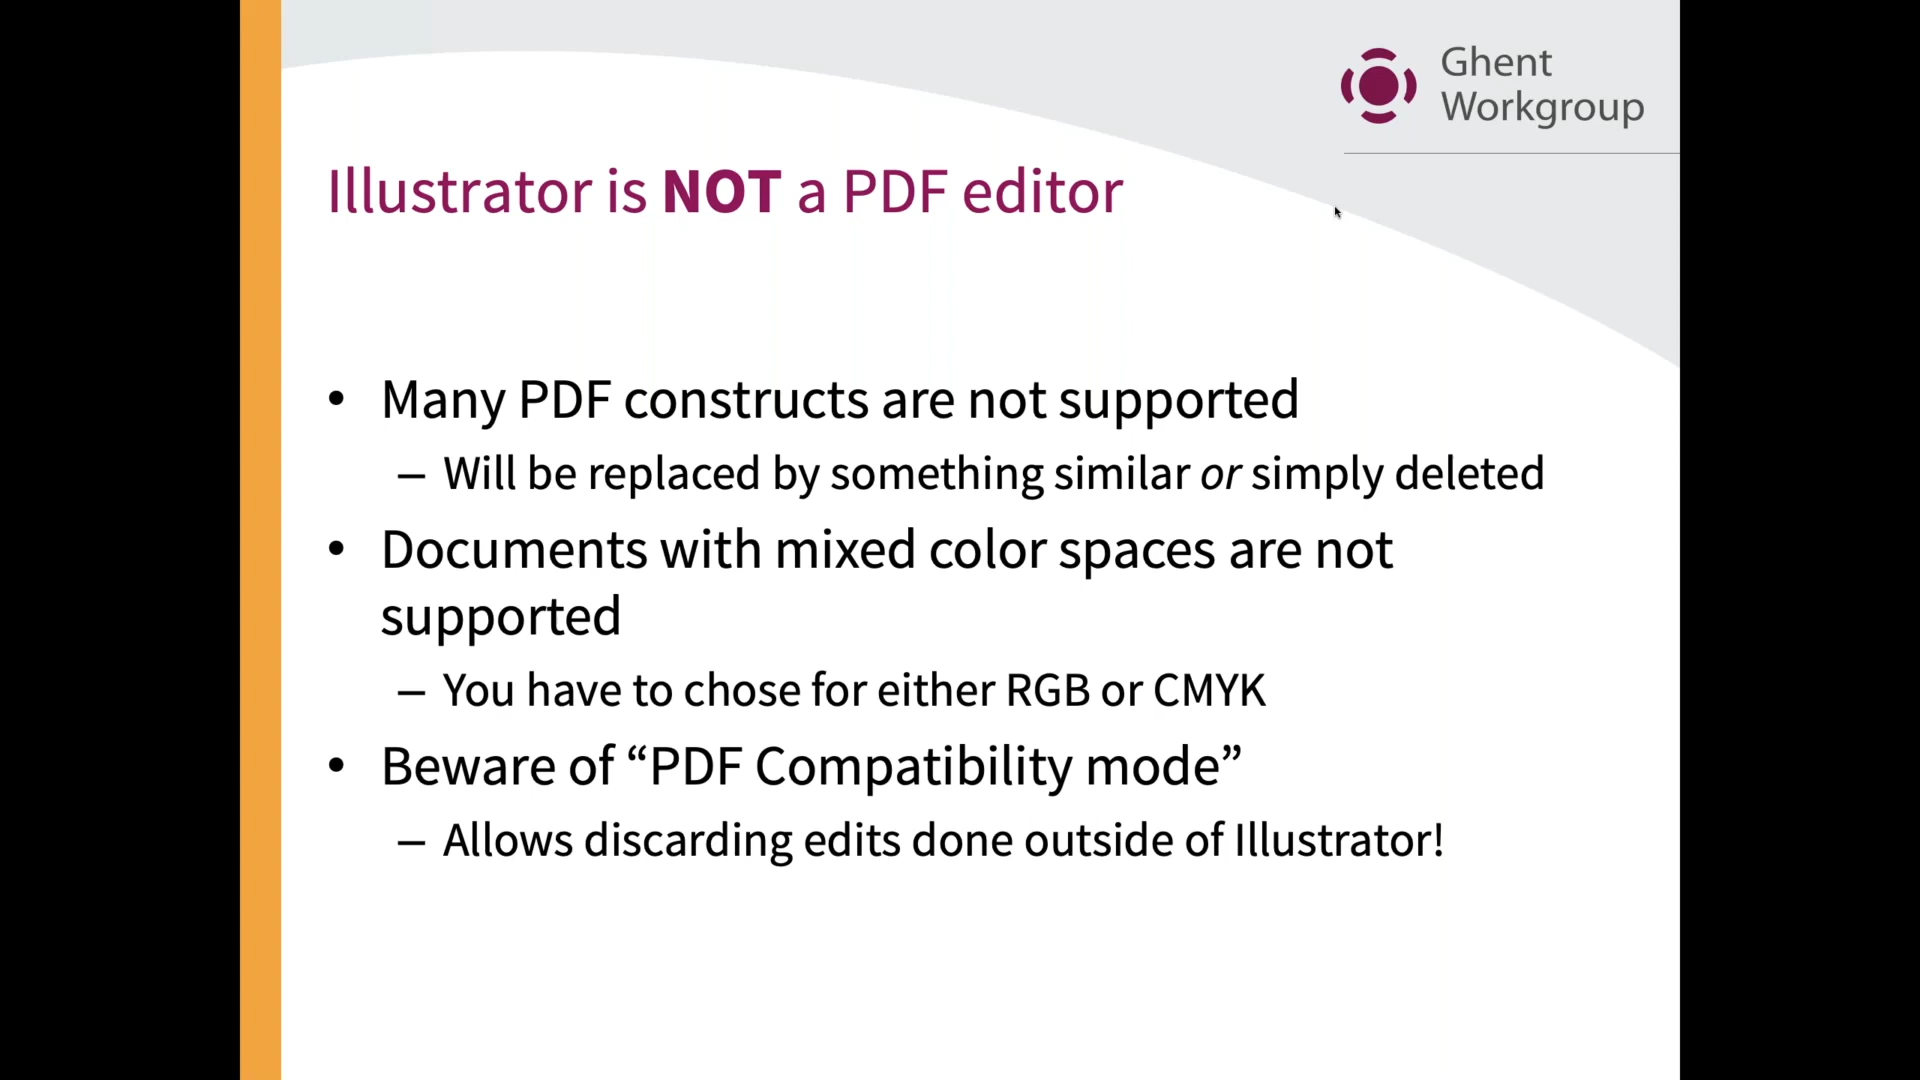 Ghent
Workgroup
Illustrator is NOT a PDF editor
• Many PDF constructs are not supported
– Will be replaced by something similar or simply deleted
• Documents with mixed color spaces are not
supported
– You have to chose for either RGB or CMYK
• Beware of “PDF Compatibility mode”
– Allows discarding edits done outside of Illustrator!